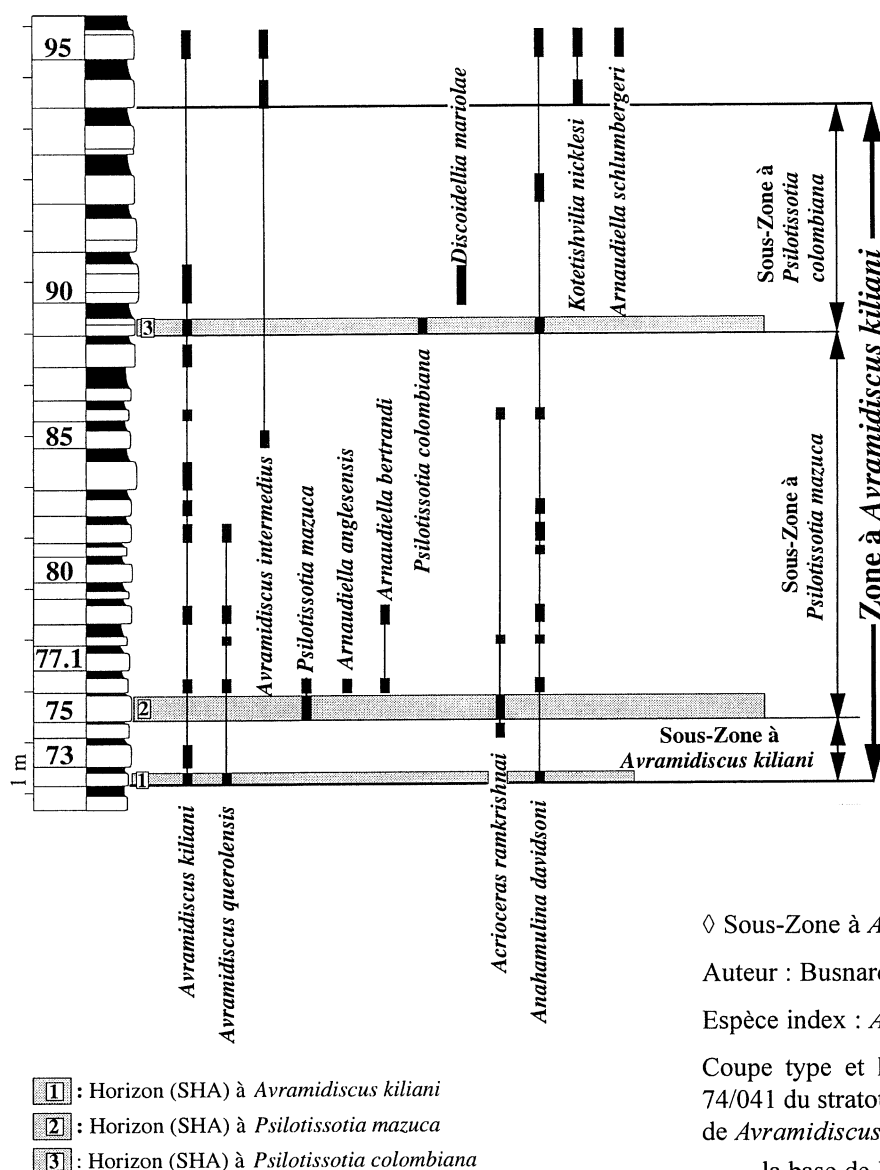 95
90
85
80
77.1
75
73
1 m
3
2
1
Discoidellia mariolae
Kotetishvilia nicklesi
Arnaudiella schlumbergeri
Avramidiscus intermedius
Psilotissotia mazuca
Arnaudiella anglesensis
Arnaudiella bertrandi
Psilotissotia colombiana
Avramidiscus kiliani
Avramidiscus querolensis
Acrioceras ramkrishnai
Anahamulina davidsoni
Sous-Zone à
Psilotissotia
colombiana
Sous-Zone à
Psilotissotia mazuca
Sous-Zone à
Avramidiscus kiliani
Zone à Avramidiscus kiliani
◊ Sous-Zone à A
Auteur : Busnard
Espèce index : A
Coupe type et l
74/041 du stratot
de Avramidiscus
la base de l
1 : Horizon (SHA) à Avramidiscus kiliani
2 : Horizon (SHA) à Psilotissotia mazuca
3 : Horizon (SHA) à Psilotissotia colombiana